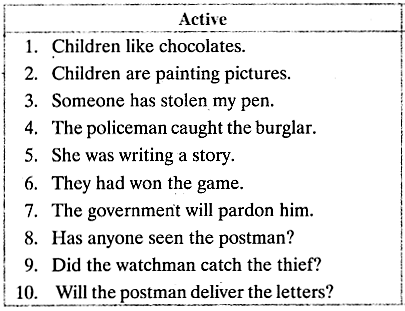 Active
1. Children like chocolates.
2. Children are painting pictures.
3. Someone has stolen my pen.
4. The policeman caught the burglar.
5. She was writing a story.
6. They had won the game.
7. The government will pardon him.
8. Has anyone seen the postman?
9. Did the watchman catch the thief?
10. Will the postman deliver the letters?